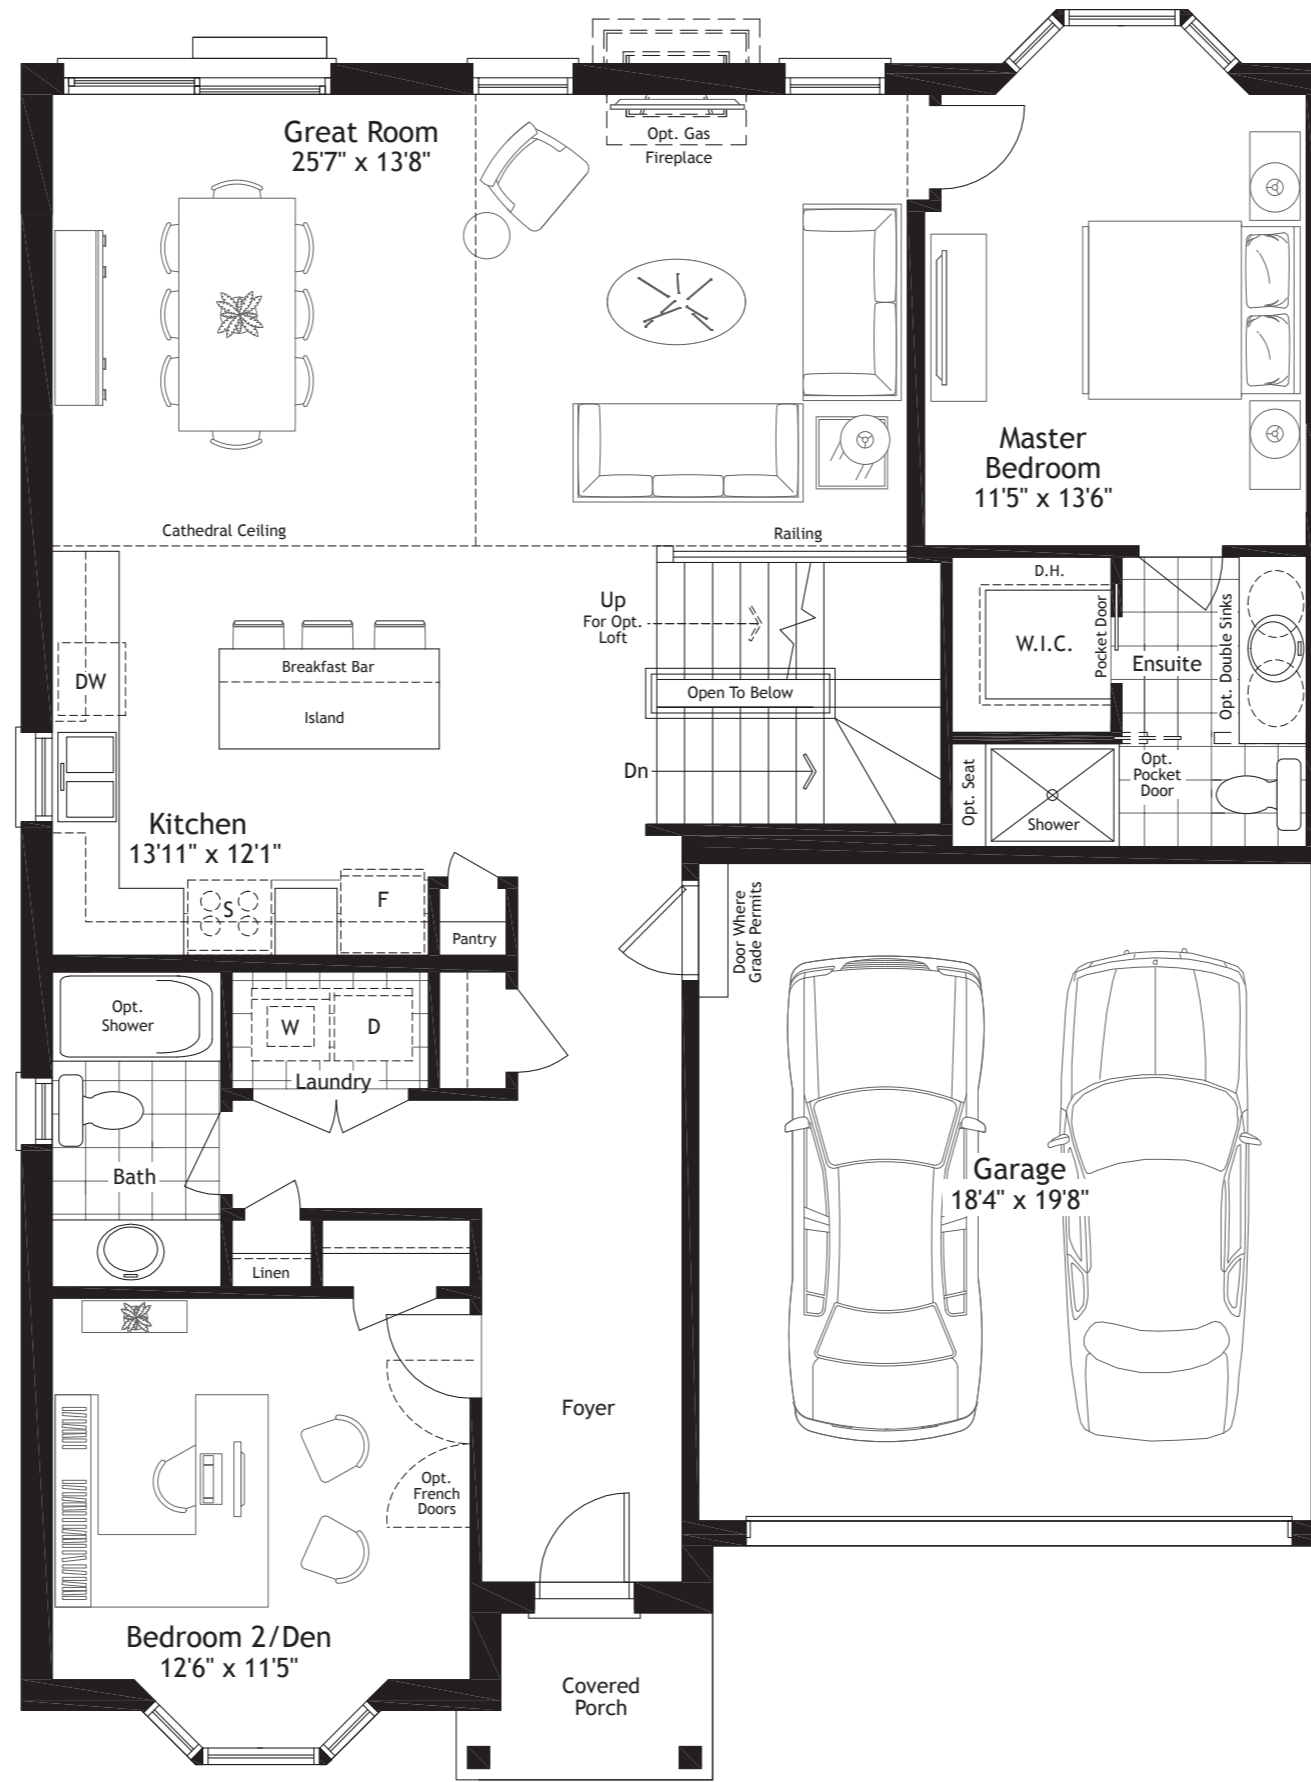 Great Room
25'7" x 13'8"
Opt. Gas
Fireplace
Master
Bedroom
11'5" x 13'6"
Cathedral Ceiling
Railing
Up
For Opt.
Loft
D.H.
W.I.C.
Pocket Door
Ensuite
Opt. Double Sinks
DW
Breakfast Bar
Island
Open To Below
Dn
Opt. Seat
Shower
Opt.
Pocket
Door
Kitchen
13'11" x 12'1"
S
F
Pantry
Door Where
Grade Permits
Opt.
Shower
W
D
Laundry
Bath
Garage
18'4" x 19'8"
Linen
Foyer
Opt.
French
Doors
Bedroom 2/Den
12'6" x 11'5"
Covered
Porch